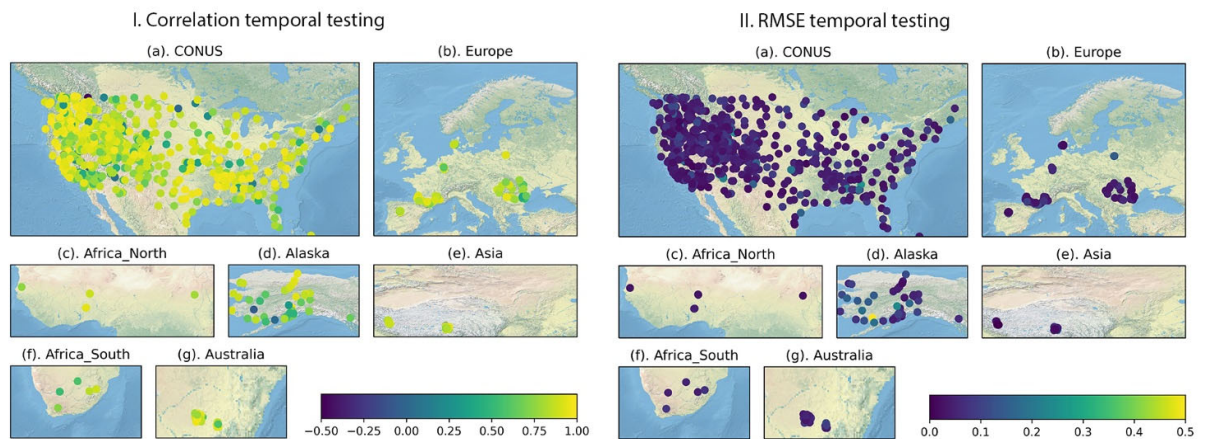 I. Correlation temporal testing
(a). CONUS
(b). Europe
(c). Africa_North
(d). Alaska
(e). Asia
(f). Africa_South
(g). Australia
−0.50 −0.25 0.00 0.25 0.50 0.75 1.00
II. RMSE temporal testing
(a). CONUS
(b). Europe
(c). Africa_North
(d). Alaska
(e). Asia
(f). Africa_South
(g). Australia
0.0 0.1 0.2 0.3 0.4 0.5